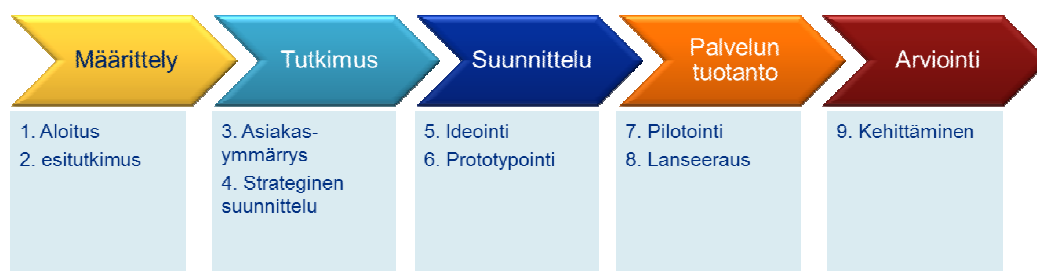 Määrittely
Tutkimus
Suunnittelu
Palvelun
tuotanto
Arviointi
1. Aloitus
2. esitutkimus
3. Asiakas-
ymmärrys
4. Strateginen
suunnittelu
5. Ideointi
6. Prototypointi
7. Pilotointi
8. Lanseeraus
9. Kehittäminen